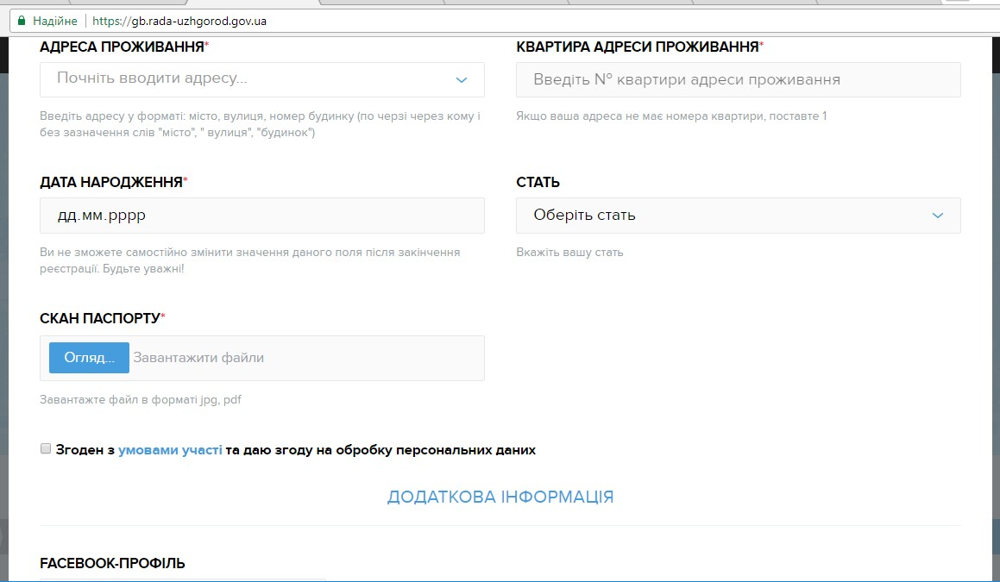 Надійне https://gb.rada-uzhgorod.gov.ua
АДРЕСА ПРОЖИВАННЯ*
Почніть вводити адресу...
Введіть адресу у форматі: місто, вулиця, номер будинку (по черзі через кому і
без зазначення слів "місто", " вулиця", "будинок")
КВАРТИРА АДРЕСИ ПРОЖИВАННЯ*
Введіть № квартири адреси проживання
Якщо ваша адреса не має номера квартири, поставте 1
ДАТА НАРОДЖЕННЯ*
дд.мм.рррр
Ви не зможете самостійно змінити значення даного поля після закінчення
реєстрації. Будьте уважні!
СТАТЬ
Оберіть стать
Вкажіть вашу стать
СКАН ПАСПОРТУ*
Огляд... Завантажити файли
Завантажте файл в форматі jpg, pdf
Згоден з умовами участі та даю згоду на обробку персональних даних
ДОДАТКОВА ІНФОРМАЦІЯ
FACEBOOK-ПРОФІЛЬ